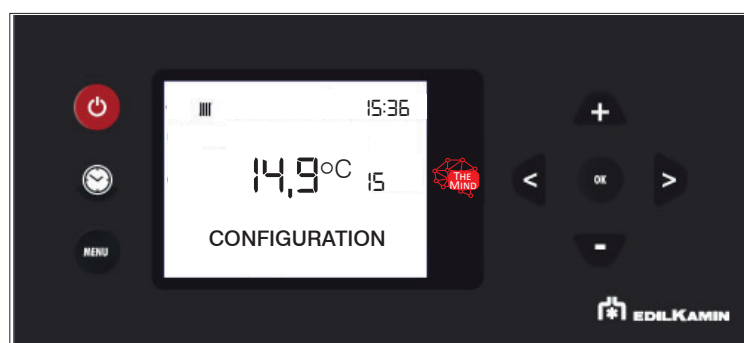 15:36
14,9°C 15
THE
MIND
CONFIGURATION
MENU
OK
EDILKAMIN